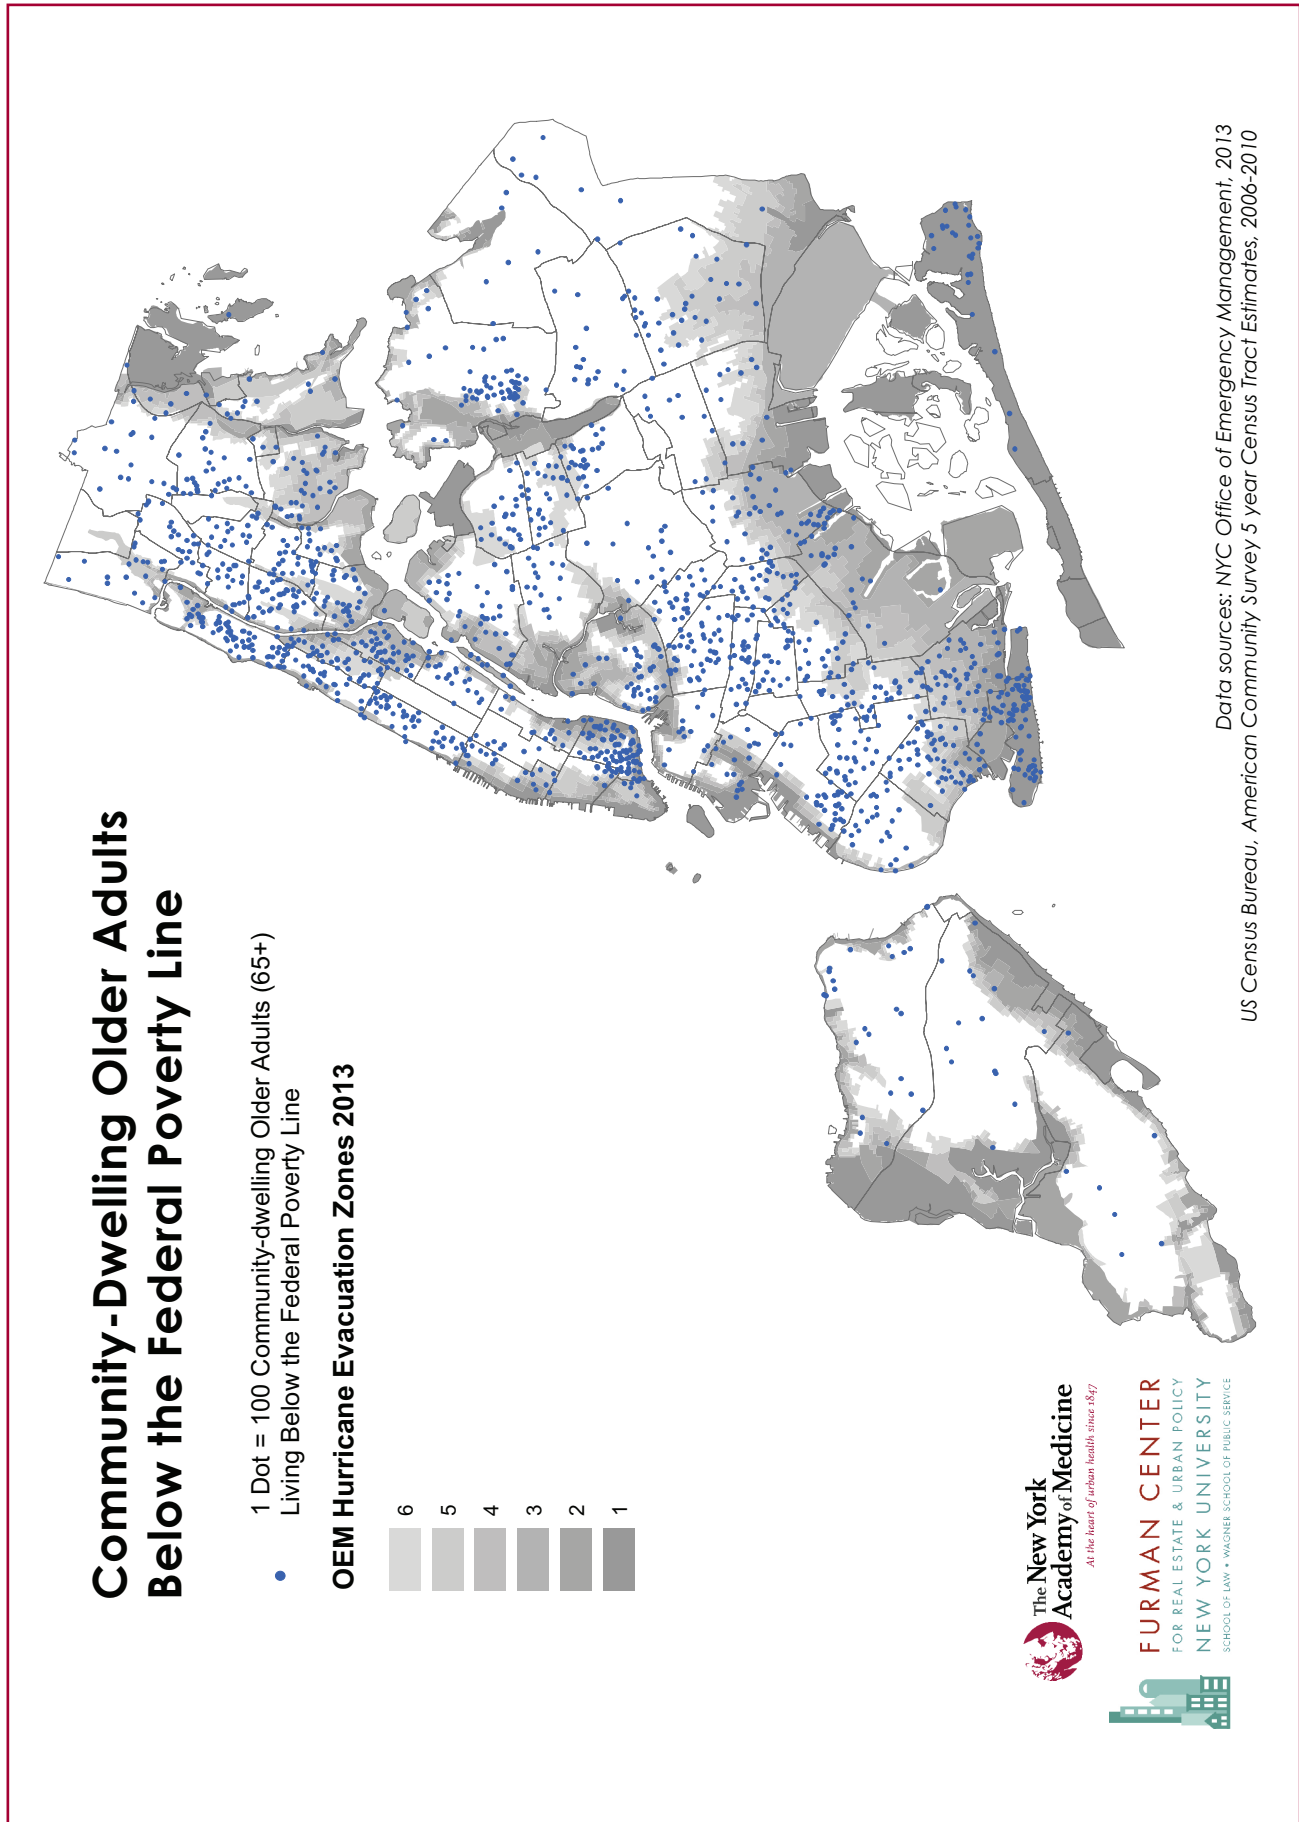 Community-Dwelling Older Adults
Below the Federal Poverty Line
1 Dot = 100 Community-dwelling Older Adults (65+)
Living Below the Federal Poverty Line
OEM Hurricane Evacuation Zones 2013
6
5
4
3
2
1
The New York
Academy of Medicine
At the heart of urban health since 1847
FURMAN CENTER
FOR REAL ESTATE & URBAN POLICY
NEW YORK UNIVERSITY
SCHOOL OF LAW • WAGNER SCHOOL OF PUBLIC SERVICE
Data sources: NYC Office of Emergency Management, 2013
US Census Bureau, American Community Survey 5 year Census Tract Estimates, 2006-2010